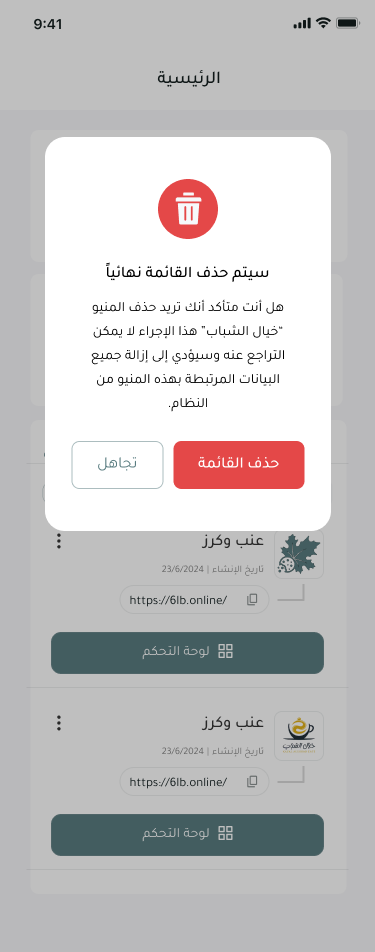 9:41
الرئيسية
سيتم حذف القائمة نهائياً
هل أنت متأكد أنك تريد حذف المنيو
"خيال الشباب" هذا الإجراء لا يمكن
التراجع عنه وسيؤدي إلى إزالة جميع
البيانات المرتبطة بهذه المنيو من
النظام.
حذف القائمة
تجاهل
عنب وكرز
تاريخ الإنشاء | 23/6/2024
https://6lb.online/
لوحة التحكم
عنب وكرز
خيال الشباب
تاريخ الإنشاء | 23/6/2024
https://6lb.online/
لوحة التحكم